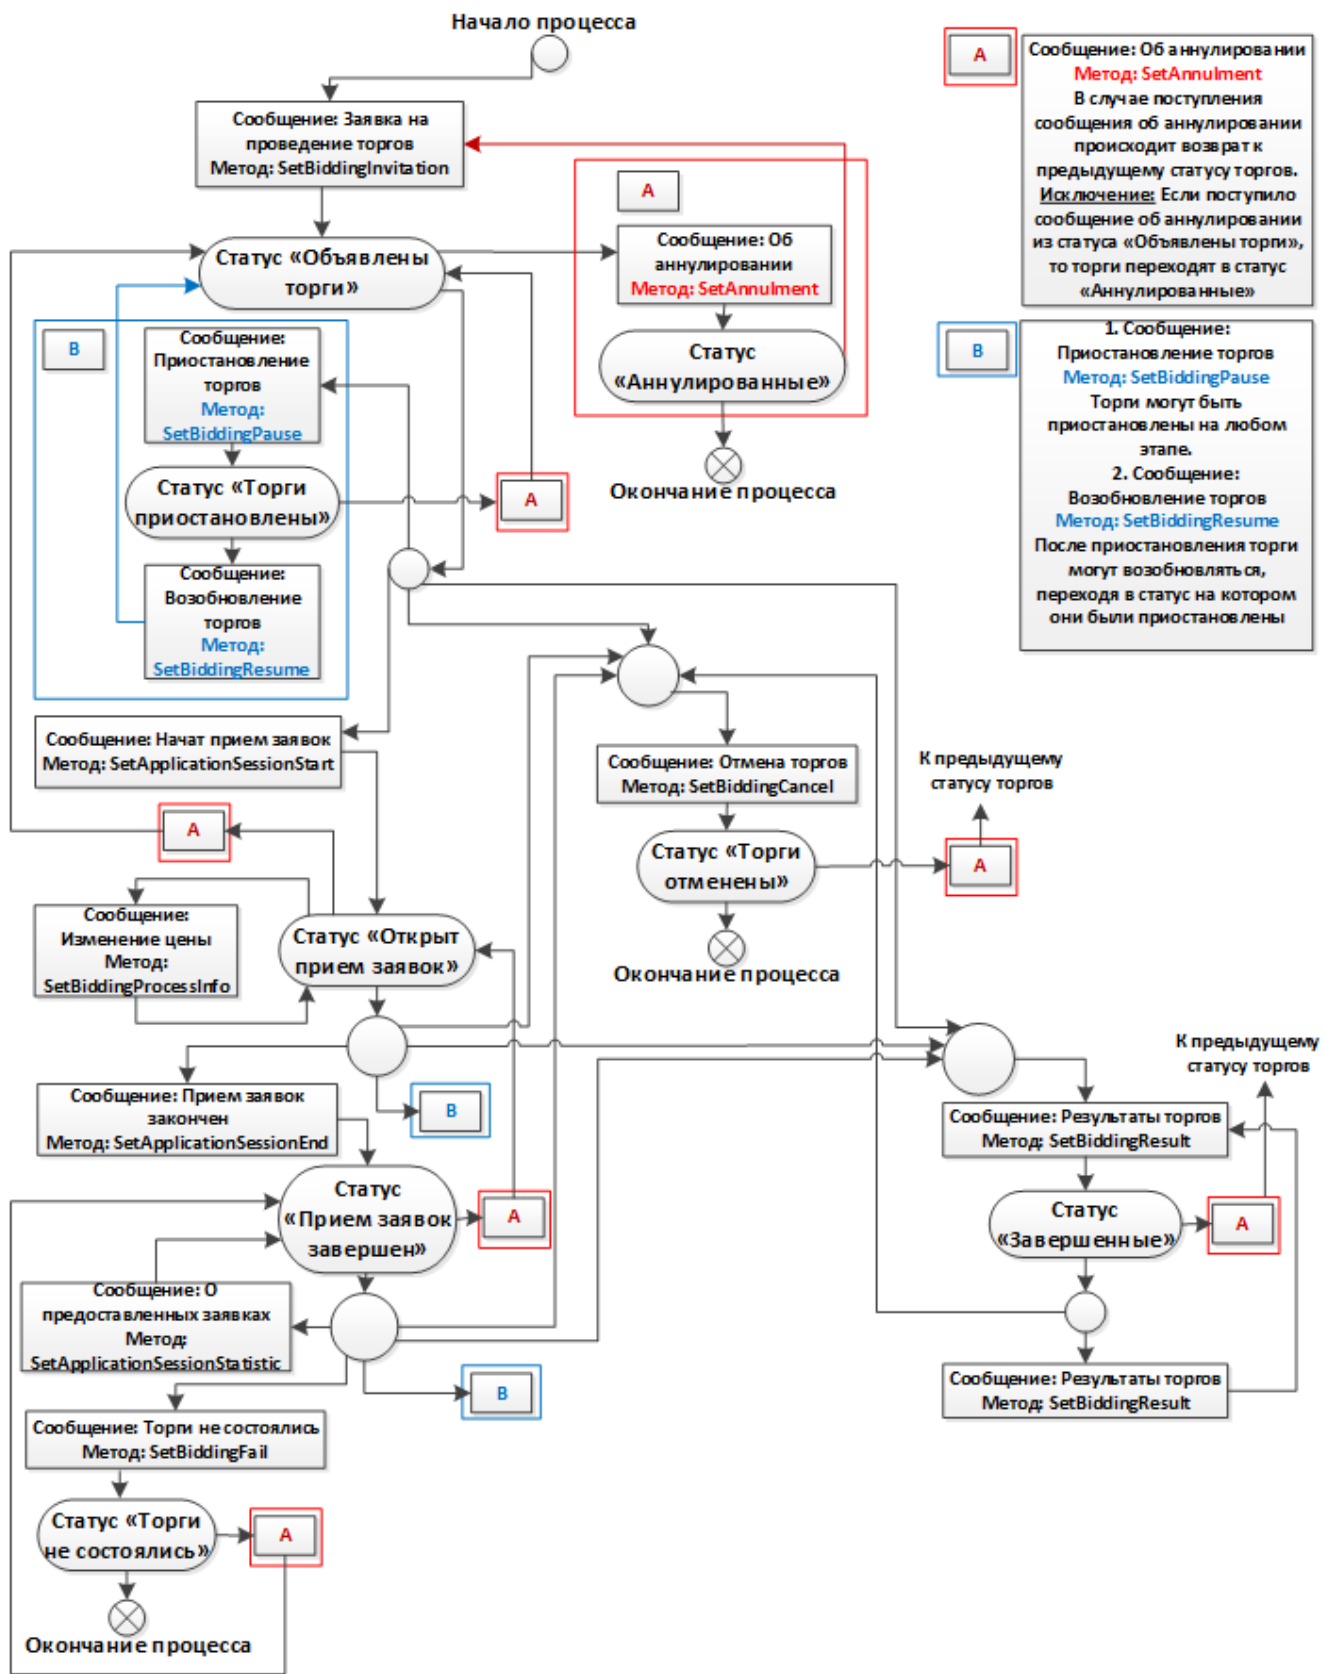 Начало процесса
Сообщение: Заявка на
проведение торгов
Метод: SetBiddingInvitation
Статус «Объявлены
торги»
A
Сообщение: Об
аннулировании
Метод: SetAnnulment
Статус
«Аннулированные»
Окончание процесса
A
Сообщение: Об аннулировании
Метод: SetAnnulment
В случае поступления
сообщения об аннулировании
происходит возврат к
предыдущему статусу торгов.
Исключение: Если поступило
сообщение об аннулировании
из статуса «Объявлены торги»,
то торги переходят в статус
«Аннулированные»
B
1. Сообщение:
Приостановление торгов
Метод: SetBiddingPause
Торги могут быть
приостановлены на любом
этапе.
2. Сообщение:
Возобновление торгов
Метод: SetBiddingResume
После приостановления торги
могут возобновляться,
переходя в статус на котором
они были приостановлены
B
Сообщение:
Приостановление
торгов
Метод:
SetBiddingPause
Статус «Торги
приостановлены»
A
Сообщение:
Возобновление
торгов
Метод:
SetBiddingResume
Сообщение: Начат прием заявок
Метод: SetApplicationSessionStart
Сообщение: Отмена торгов
Метод: SetBiddingCancel
Статус «Торги
отменены»
A
К предыдущему
статусу торгов
Окончание процесса
A
Сообщение:
Изменение цены
Метод:
SetBiddingProcessInfo
Статус «Открыт
прием заявок»
Сообщение: Прием заявок
закончен
Метод: SetApplicationSessionEnd
B
Статус
«Прием заявок
завершен»
A
К предыдущему
статусу торгов
Сообщение: Результаты торгов
Метод: SetBiddingResult
Статус
«Завершенные»
A
Сообщение: О
предоставленных заявках
Метод:
SetApplicationSessionStatistic
B
Сообщение: Результаты торгов
Метод: SetBiddingResult
Сообщение: Торги не состоялись
Метод: SetBiddingFail
Статус «Торги
не состоялись»
A
Окончание процесса